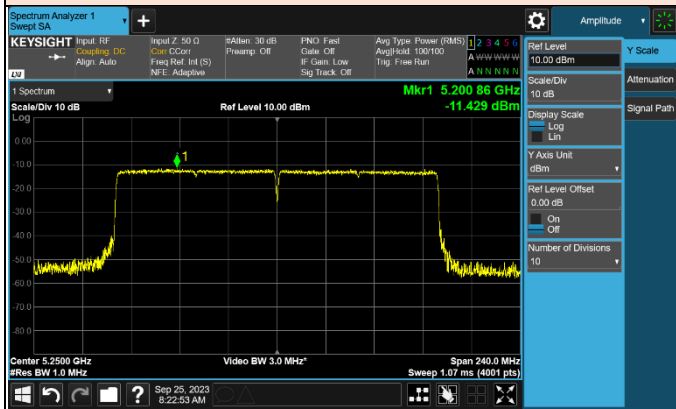 Spectrum Analyzer 1
Swept SA
Amplitude
KEYSIGHT
Input: RF
Coupling: DC
Align: Auto
Input Z: 50 Ω
Corr CCorr
Freq Ref: Int (S)
NFE: Adaptive
#Atten: 30 dB
Preamp: Off
PNO: Fast
Gate: Off
IF Gain: Low
Sig Track: Off
Avg Type: Power (RMS)
Avg|Hold: 100/100
Trig: Free Run
1 2 3 4 5 6
A W W W W W
A N N N N N
LXI
1 Spectrum
Scale/Div 10 dB
Log
Ref Level 10.00 dBm
Mkr1 5.200 86 GHz
-11.429 dBm
1
0.00
-10.0
-20.0
-30.0
-40.0
-50.0
-60.0
-70.0
-80.0
Center 5.2500 GHz
#Res BW 1.0 MHz
Video BW 3.0 MHz*
Span 240.0 MHz
Sweep 1.07 ms (4001 pts)
Ref Level
10.00 dBm
Scale/Div
10 dB
Display Scale
Log
Lin
Y Axis Unit
dBm
Ref Level Offset
0.00 dB
On
Off
Number of Divisions
10
Y Scale
Attenuation
Signal Path
?
Sep 25, 2023
8:22:53 AM